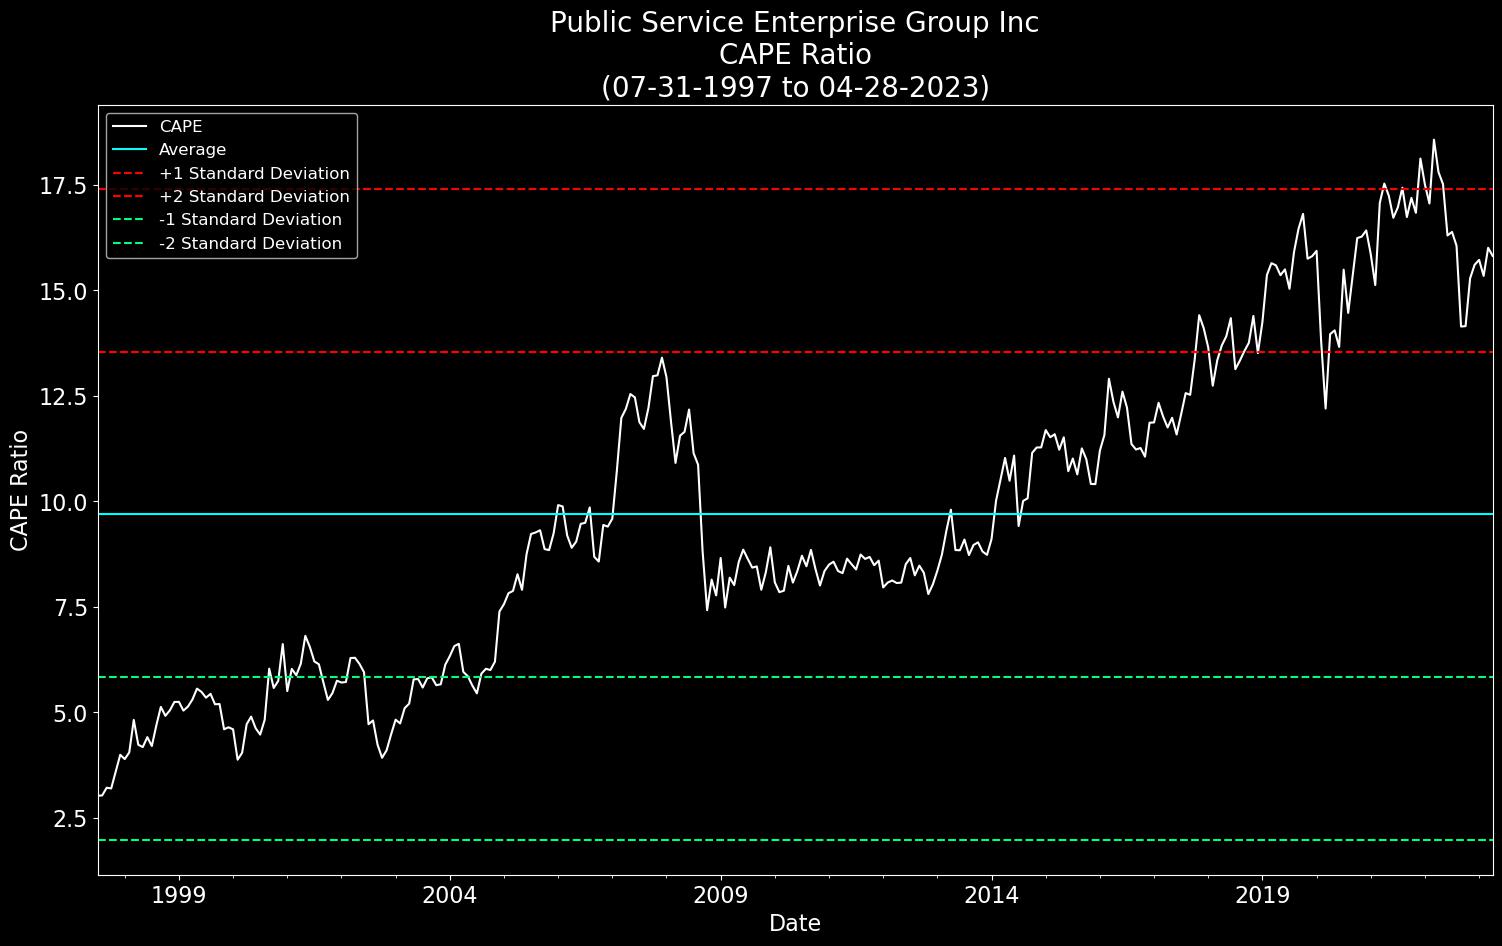 Public Service Enterprise Group Inc
CAPE Ratio
(07-31-1997 to 04-28-2023)
CAPE
Average
+1 Standard Deviation
+2 Standard Deviation
-1 Standard Deviation
-2 Standard Deviation
17.5
15.0
12.5
10.0
7.5
5.0
2.5
CAPE Ratio
1999
2004
2009
2014
2019
Date